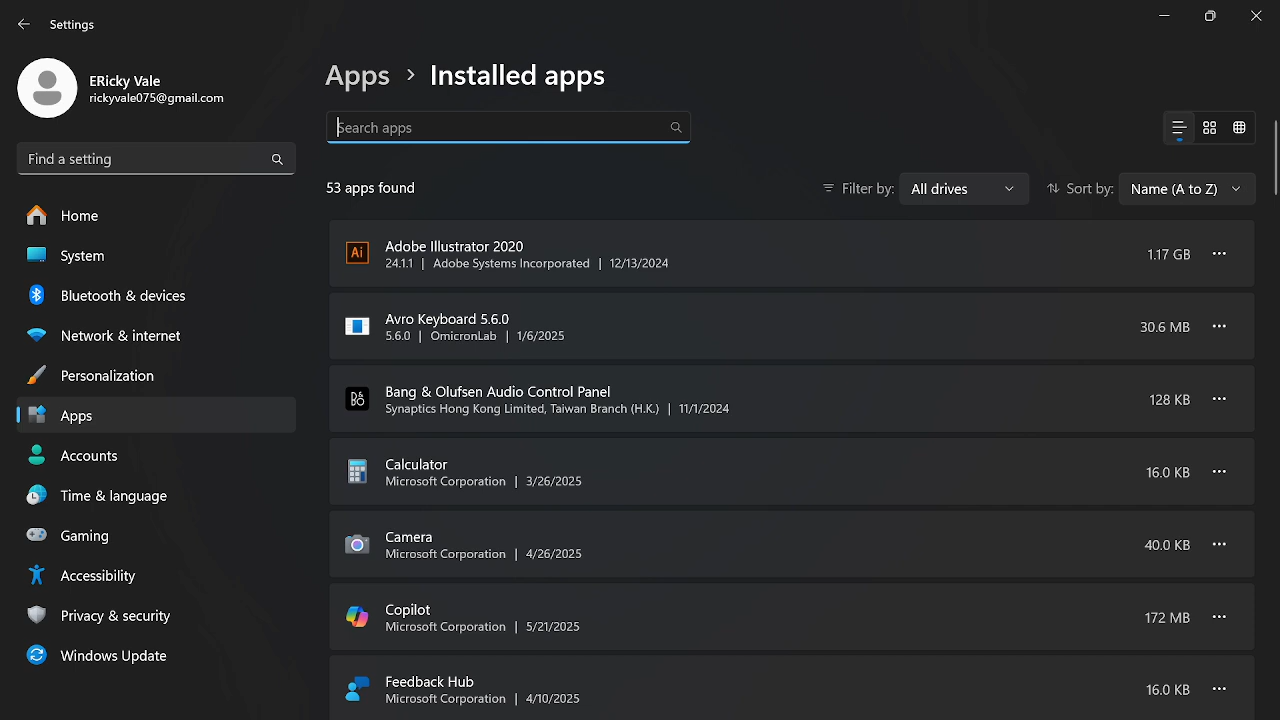 Settings
ERicky Vale
rickyvale075@gmail.com
Find a setting
Home
System
Bluetooth & devices
Network & internet
Personalization
Apps
Accounts
Time & language
Gaming
Accessibility
Privacy & security
Windows Update
Apps > Installed apps
Search apps
53 apps found
Filter by: All drives
Sort by: Name (A to Z)
Ai
Adobe Illustrator 2020
24.1.1 | Adobe Systems Incorporated | 12/13/2024
1.17 GB
Avro Keyboard 5.6.0
5.6.0 | OmicronLab | 1/6/2025
30.6 MB
B&O
Bang & Olufsen Audio Control Panel
Synaptics Hong Kong Limited, Taiwan Branch (H.K.) | 11/1/2024
128 KB
Calculator
Microsoft Corporation | 3/26/2025
16.0 KB
Camera
Microsoft Corporation | 4/26/2025
40.0 KB
Copilot
Microsoft Corporation | 5/21/2025
172 MB
Feedback Hub
Microsoft Corporation | 4/10/2025
16.0 KB